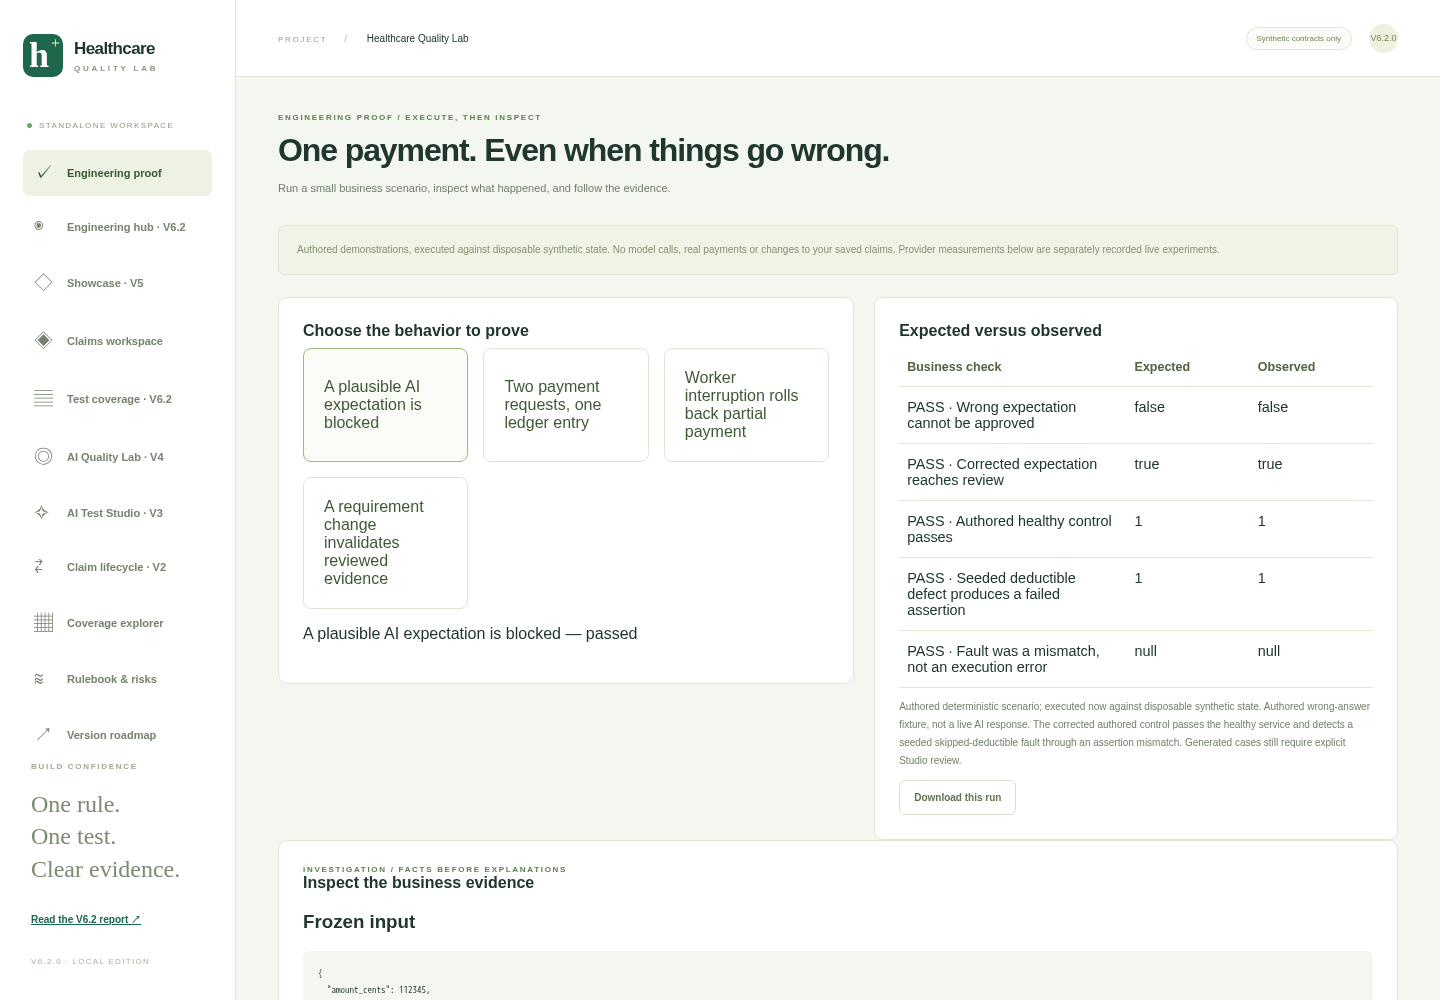 h+
Healthcare
QUALITY LAB
STANDALONE WORKSPACE
Engineering proof
Engineering hub · V6.2
Showcase · V5
Claims workspace
Test coverage · V6.2
AI Quality Lab · V4
AI Test Studio · V3
Claim lifecycle · V2
Coverage explorer
Rulebook & risks
Version roadmap
BUILD CONFIDENCE
One rule.
One test.
Clear evidence.
Read the V6.2 report ↗
V6.2.0 · LOCAL EDITION
PROJECT / Healthcare Quality Lab
Synthetic contracts only
V6.2.0
ENGINEERING PROOF / EXECUTE, THEN INSPECT
One payment. Even when things go wrong.
Run a small business scenario, inspect what happened, and follow the evidence.
Authored demonstrations, executed against disposable synthetic state. No model calls, real payments or changes to your saved claims. Provider measurements below are separately recorded live experiments.
Choose the behavior to prove
A plausible AI
expectation is
blocked
Two payment
requests, one
ledger entry
Worker
interruption rolls
back partial
payment
A requirement
change
invalidates
reviewed
evidence
A plausible AI expectation is blocked — passed
Expected versus observed
Business check Expected Observed
PASS · Wrong expectation false false
cannot be approved
PASS · Corrected expectation true true
reaches review
PASS · Authored healthy control 1 1
passes
PASS · Seeded deductible 1 1
defect produces a failed
assertion
PASS · Fault was a mismatch, null null
not an execution error
Authored deterministic scenario; executed now against disposable synthetic state. Authored wrong-answer
fixture, not a live AI response. The corrected authored control passes the healthy service and detects a
seeded skipped-deductible fault through an assertion mismatch. Generated cases still require explicit
Studio review.
Download this run
INVESTIGATION / FACTS BEFORE EXPLANATIONS
Inspect the business evidence
Frozen input
{
"amount_cents": 112345,